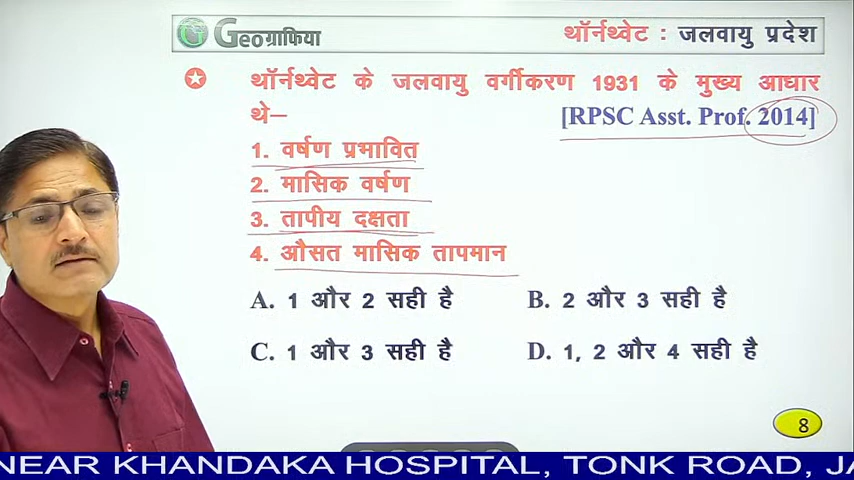 Geoग्राफिया
थॉर्नथ्वेट : जलवायु प्रदेश
थॉर्नथ्वेट के जलवायु वर्गीकरण 1931 के मुख्य आधार
थे– [RPSC Asst. Prof. 2014]
1. वर्षण प्रभावित
2. मासिक वर्षण
3. तापीय दक्षता
4. औसत मासिक तापमान
A. 1 और 2 सही है
B. 2 और 3 सही है
C. 1 और 3 सही है
D. 1, 2 और 4 सही है
8
NEAR KHANDAKA HOSPITAL, TONK ROAD, JA